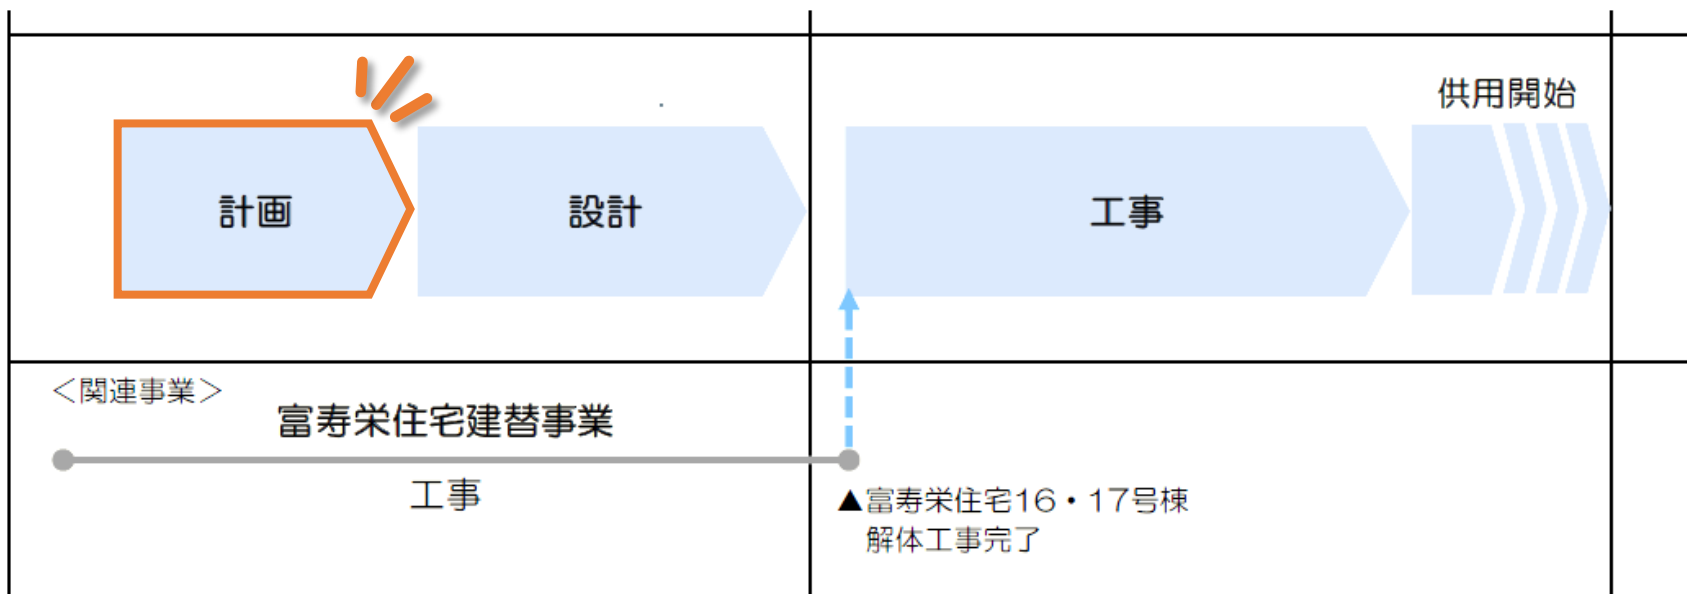 供用開始
計画
設計
工事
＜関連事業＞
富寿栄住宅建替事業
工事
▲富寿栄住宅16・17号棟
解体工事完了